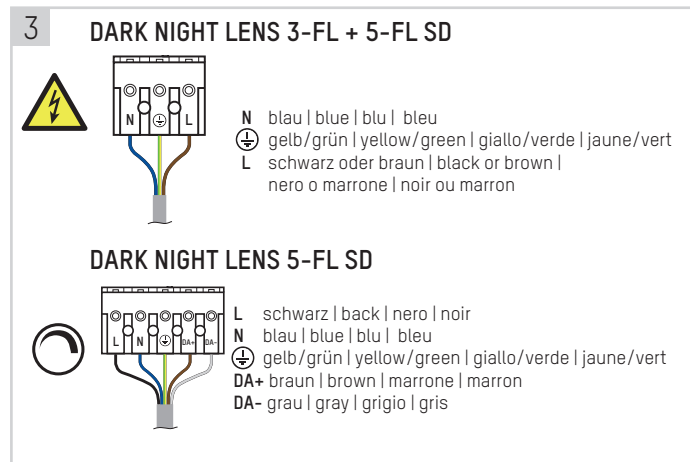 3
DARK NIGHT LENS 3-FL + 5-FL SD
N L
N blau | blue | blu | bleu
gelb/grün | yellow/green | giallo/verde | jaune/vert
L schwarz oder braun | black or brown |
nero o marrone | noir ou marron
DARK NIGHT LENS 5-FL SD
L N DA+ DA-
L schwarz | back | nero | noir
N blau | blue | blu | bleu
gelb/grün | yellow/green | giallo/verde | jaune/vert
DA+ braun | brown | marrone | marron
DA- grau | gray | grigio | gris